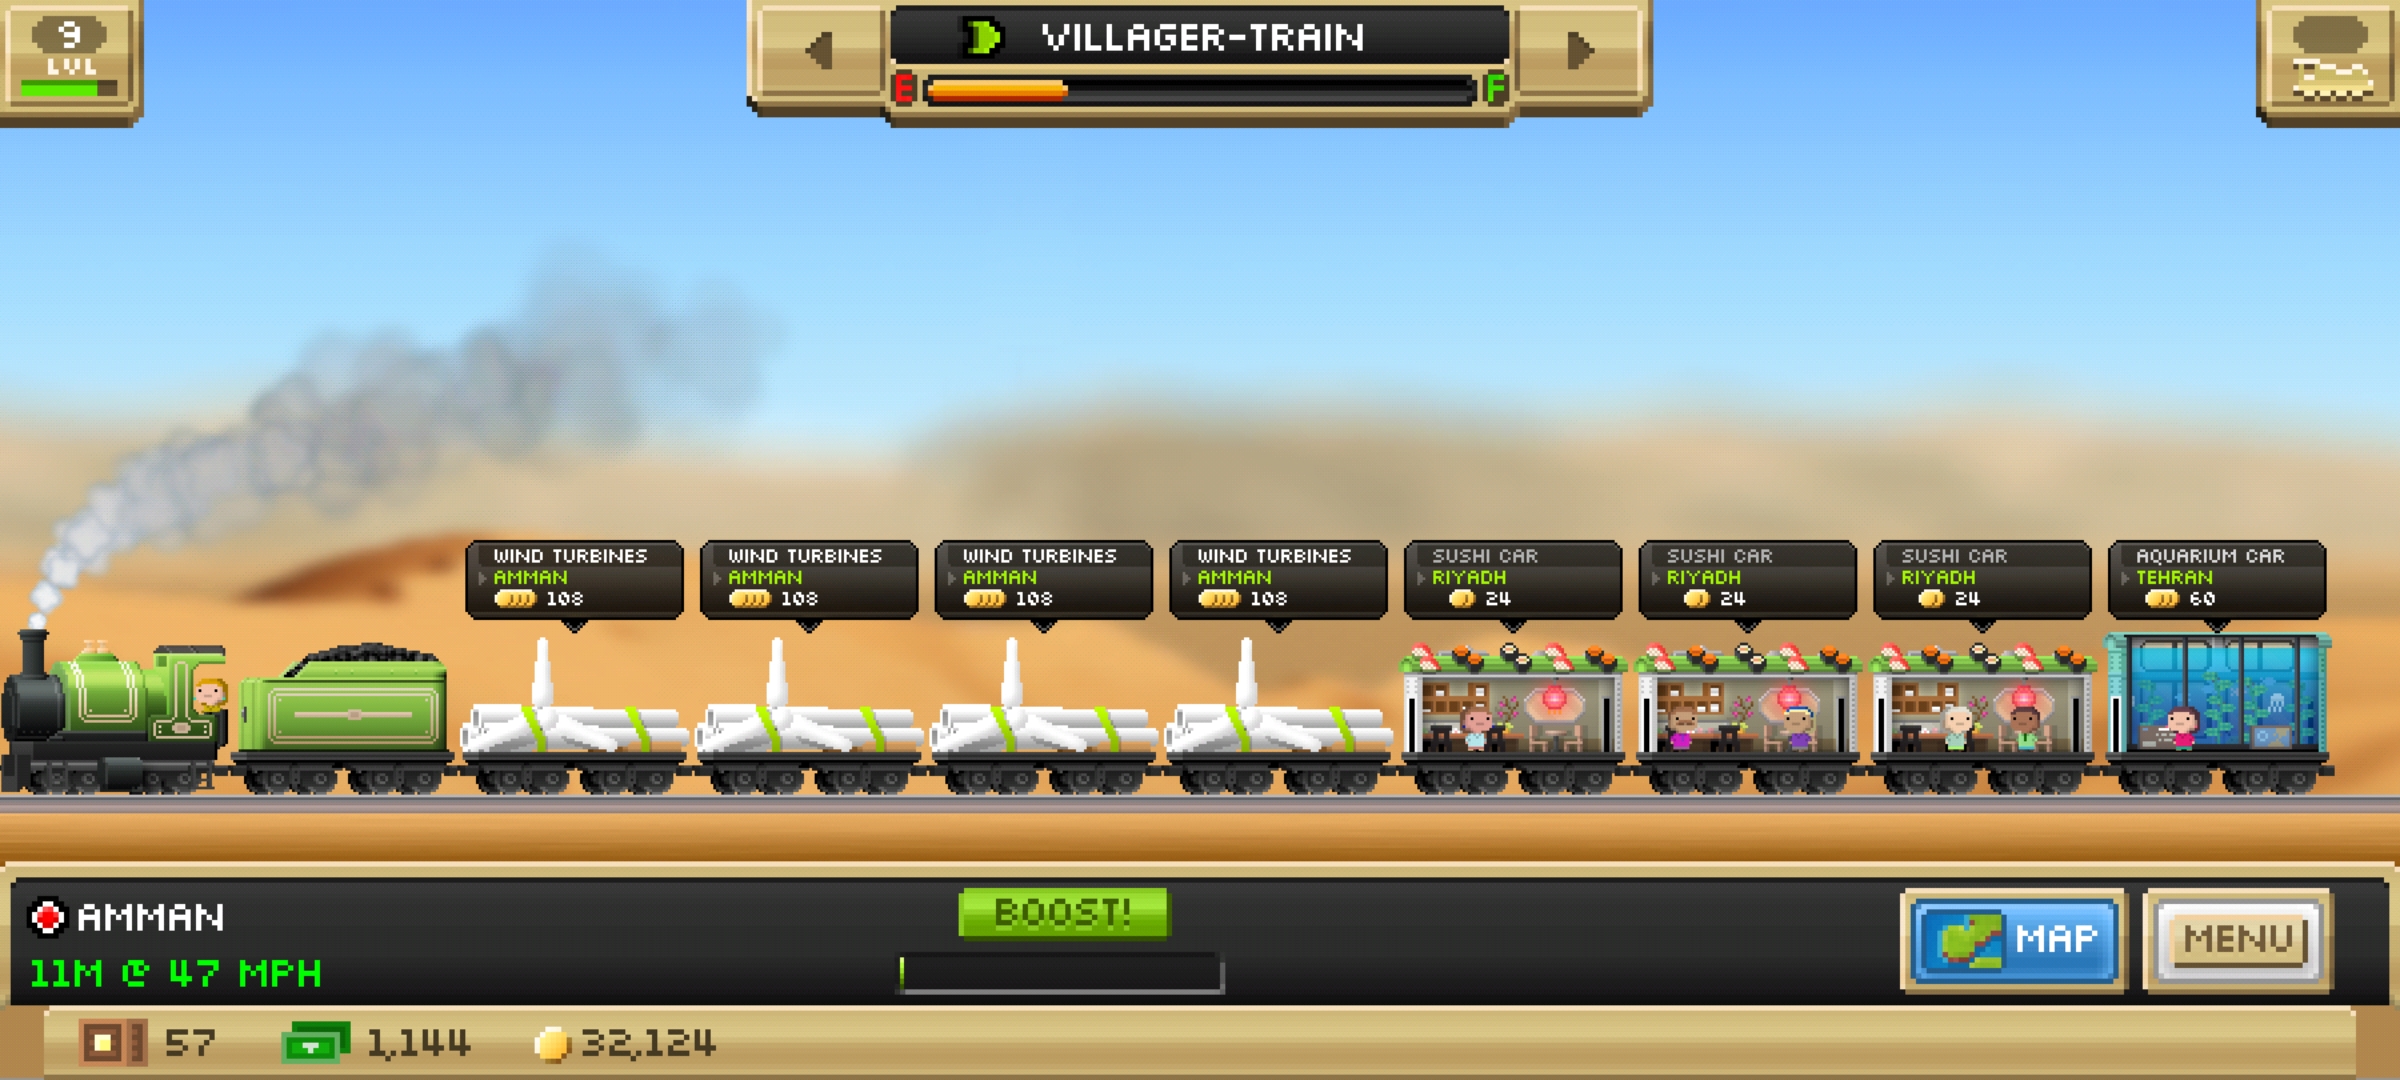 9
LVL
VILLAGER-TRAIN
E
F
WIND TURBINES
AMMAN
108
WIND TURBINES
AMMAN
108
WIND TURBINES
AMMAN
108
WIND TURBINES
AMMAN
108
SUSHI CAR
RIYADH
24
SUSHI CAR
RIYADH
24
SUSHI CAR
RIYADH
24
AQUARIUM CAR
TEHRAN
60
AMMAN
11M @ 47 MPH
BOOST!
MAP
MENU
57
1,144
32,124